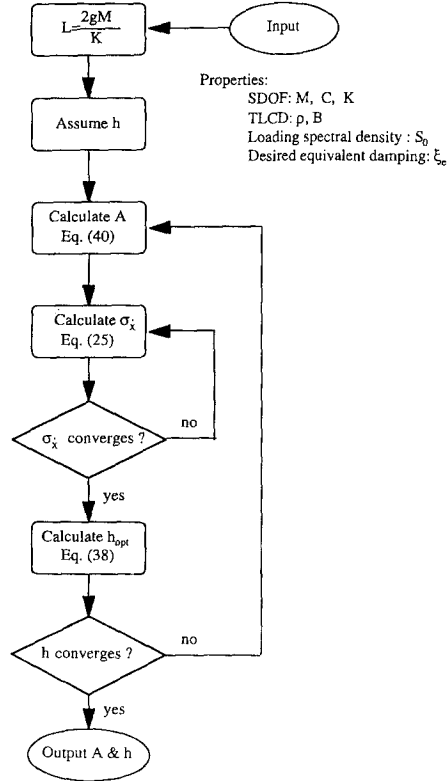 L=2gM/K
Input
Properties:
SDOF: M, C, K
TLCD: ρ, B
Loading spectral density : S₀
Desired equivalent damping: ξₑ
Assume h
Calculate A
Eq. (40)
Calculate σẋ
Eq. (25)
σẋ converges ?
no
yes
Calculate hₒₚₜ
Eq. (38)
h converges ?
no
yes
Output A & h